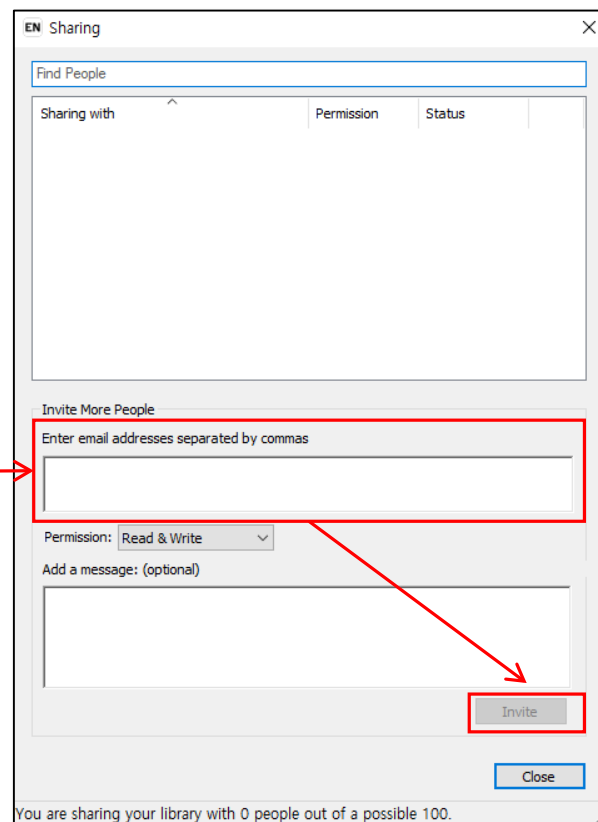 EN Sharing
Find People
Sharing with Permission Status
Invite More People
Enter email addresses separated by commas
Permission: Read & Write
Add a message: (optional)
Invite
Close
You are sharing your library with 0 people out of a possible 100.